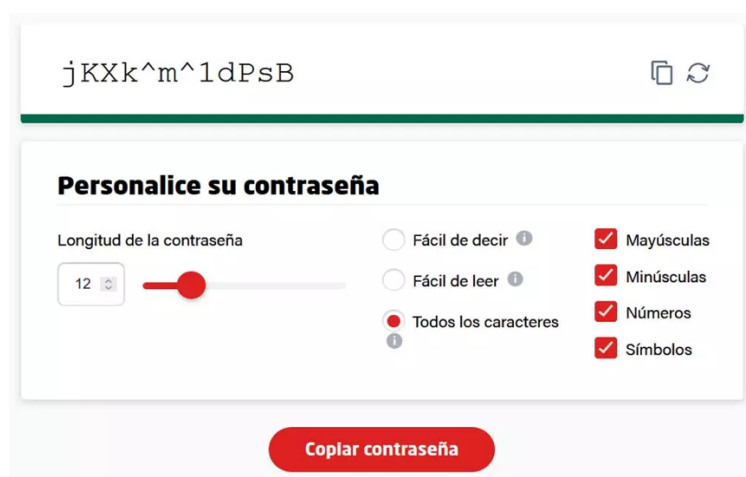 jKXk^m^1dPsB
Personalice su contraseña
Longitud de la contraseña
12
Fácil de decir
Fácil de leer
Todos los caracteres
Mayúsculas
Minúsculas
Números
Símbolos
Copiar contraseña